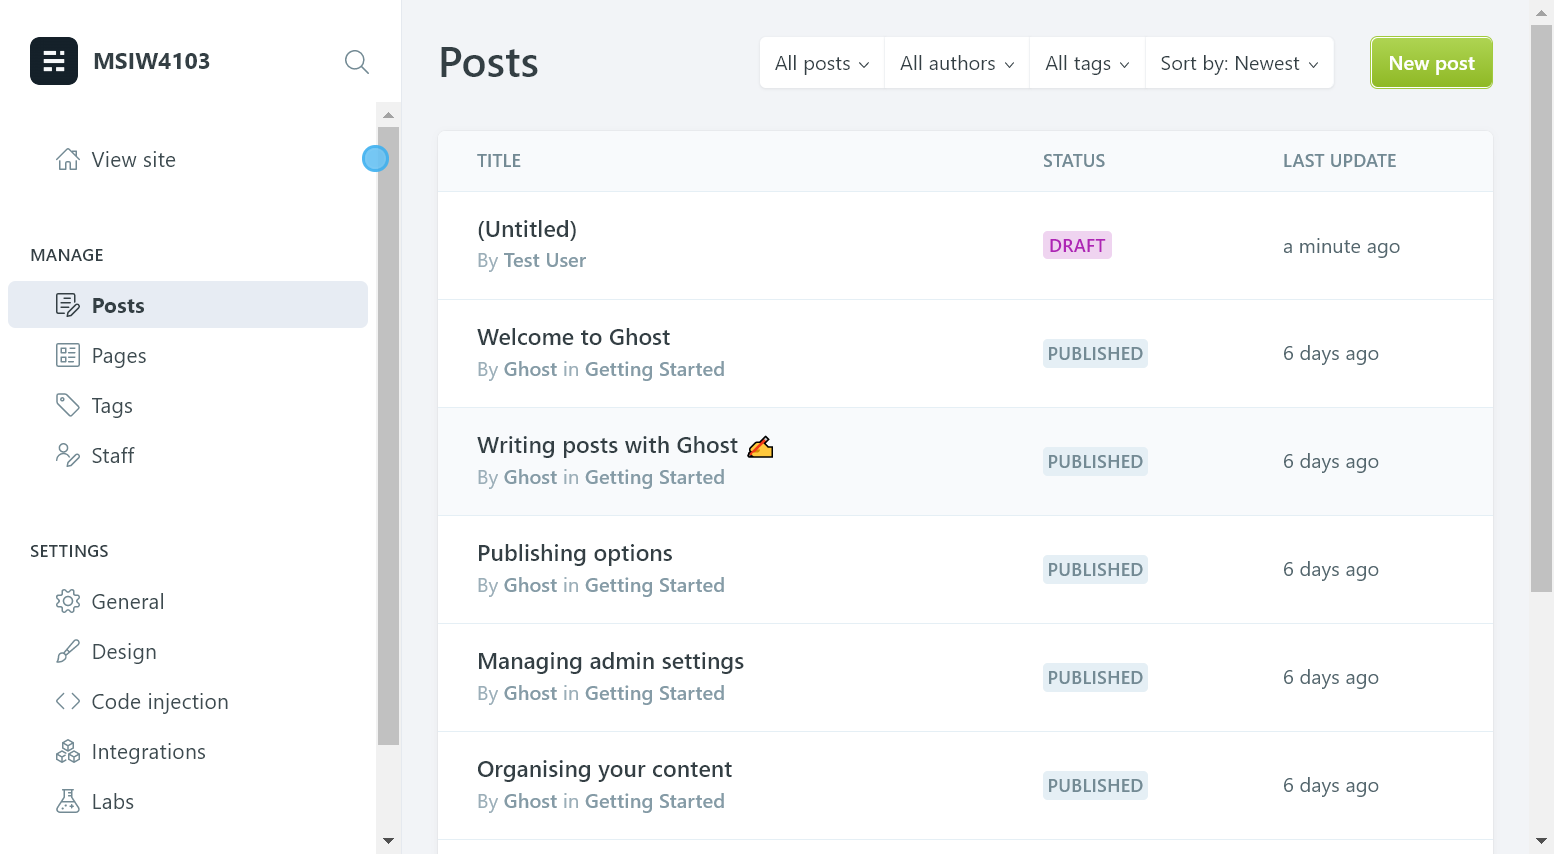 MSIW4103
View site
MANAGE
Posts
Pages
Tags
Staff
SETTINGS
General
Design
Code injection
Integrations
Labs
Posts
All posts
All authors
All tags
Sort by: Newest
New post
TITLE STATUS LAST UPDATE
(Untitled)
By Test User
DRAFT
a minute ago
Welcome to Ghost
By Ghost in Getting Started
PUBLISHED
6 days ago
Writing posts with Ghost ✍️
By Ghost in Getting Started
PUBLISHED
6 days ago
Publishing options
By Ghost in Getting Started
PUBLISHED
6 days ago
Managing admin settings
By Ghost in Getting Started
PUBLISHED
6 days ago
Organising your content
By Ghost in Getting Started
PUBLISHED
6 days ago